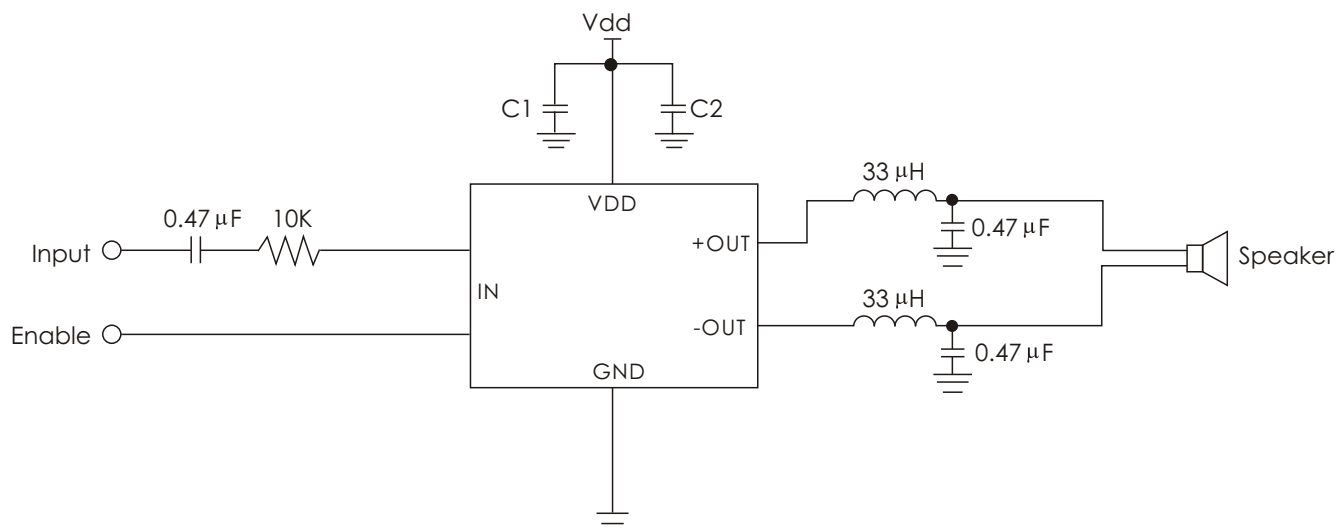 Vdd
C1
C2
33 μH
VDD
0.47 μF
10K
0.47 μF
+OUT
Input
Speaker
IN
33 μH
-OUT
Enable
0.47 μF
GND